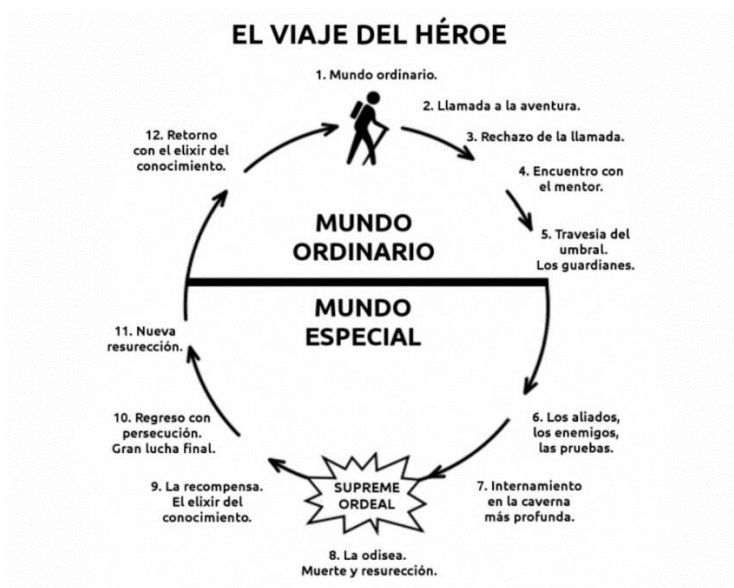 EL VIAJE DEL HÉROE
1. Mundo ordinario.
2. Llamada a la aventura.
3. Rechazo de la llamada.
4. Encuentro con
el mentor.
5. Travesía del
umbral.
Los guardianes.
6. Los aliados,
los enemigos,
las pruebas.
7. Internamiento
en la caverna
más profunda.
8. La odisea.
Muerte y resurección.
9. La recompensa.
El elixir del
conocimiento.
10. Regreso con
persecución.
Gran lucha final.
11. Nueva
resurección.
12. Retorno
con el elixir del
conocimiento.
MUNDO
ORDINARIO
MUNDO
ESPECIAL
SUPREME
ORDEAL